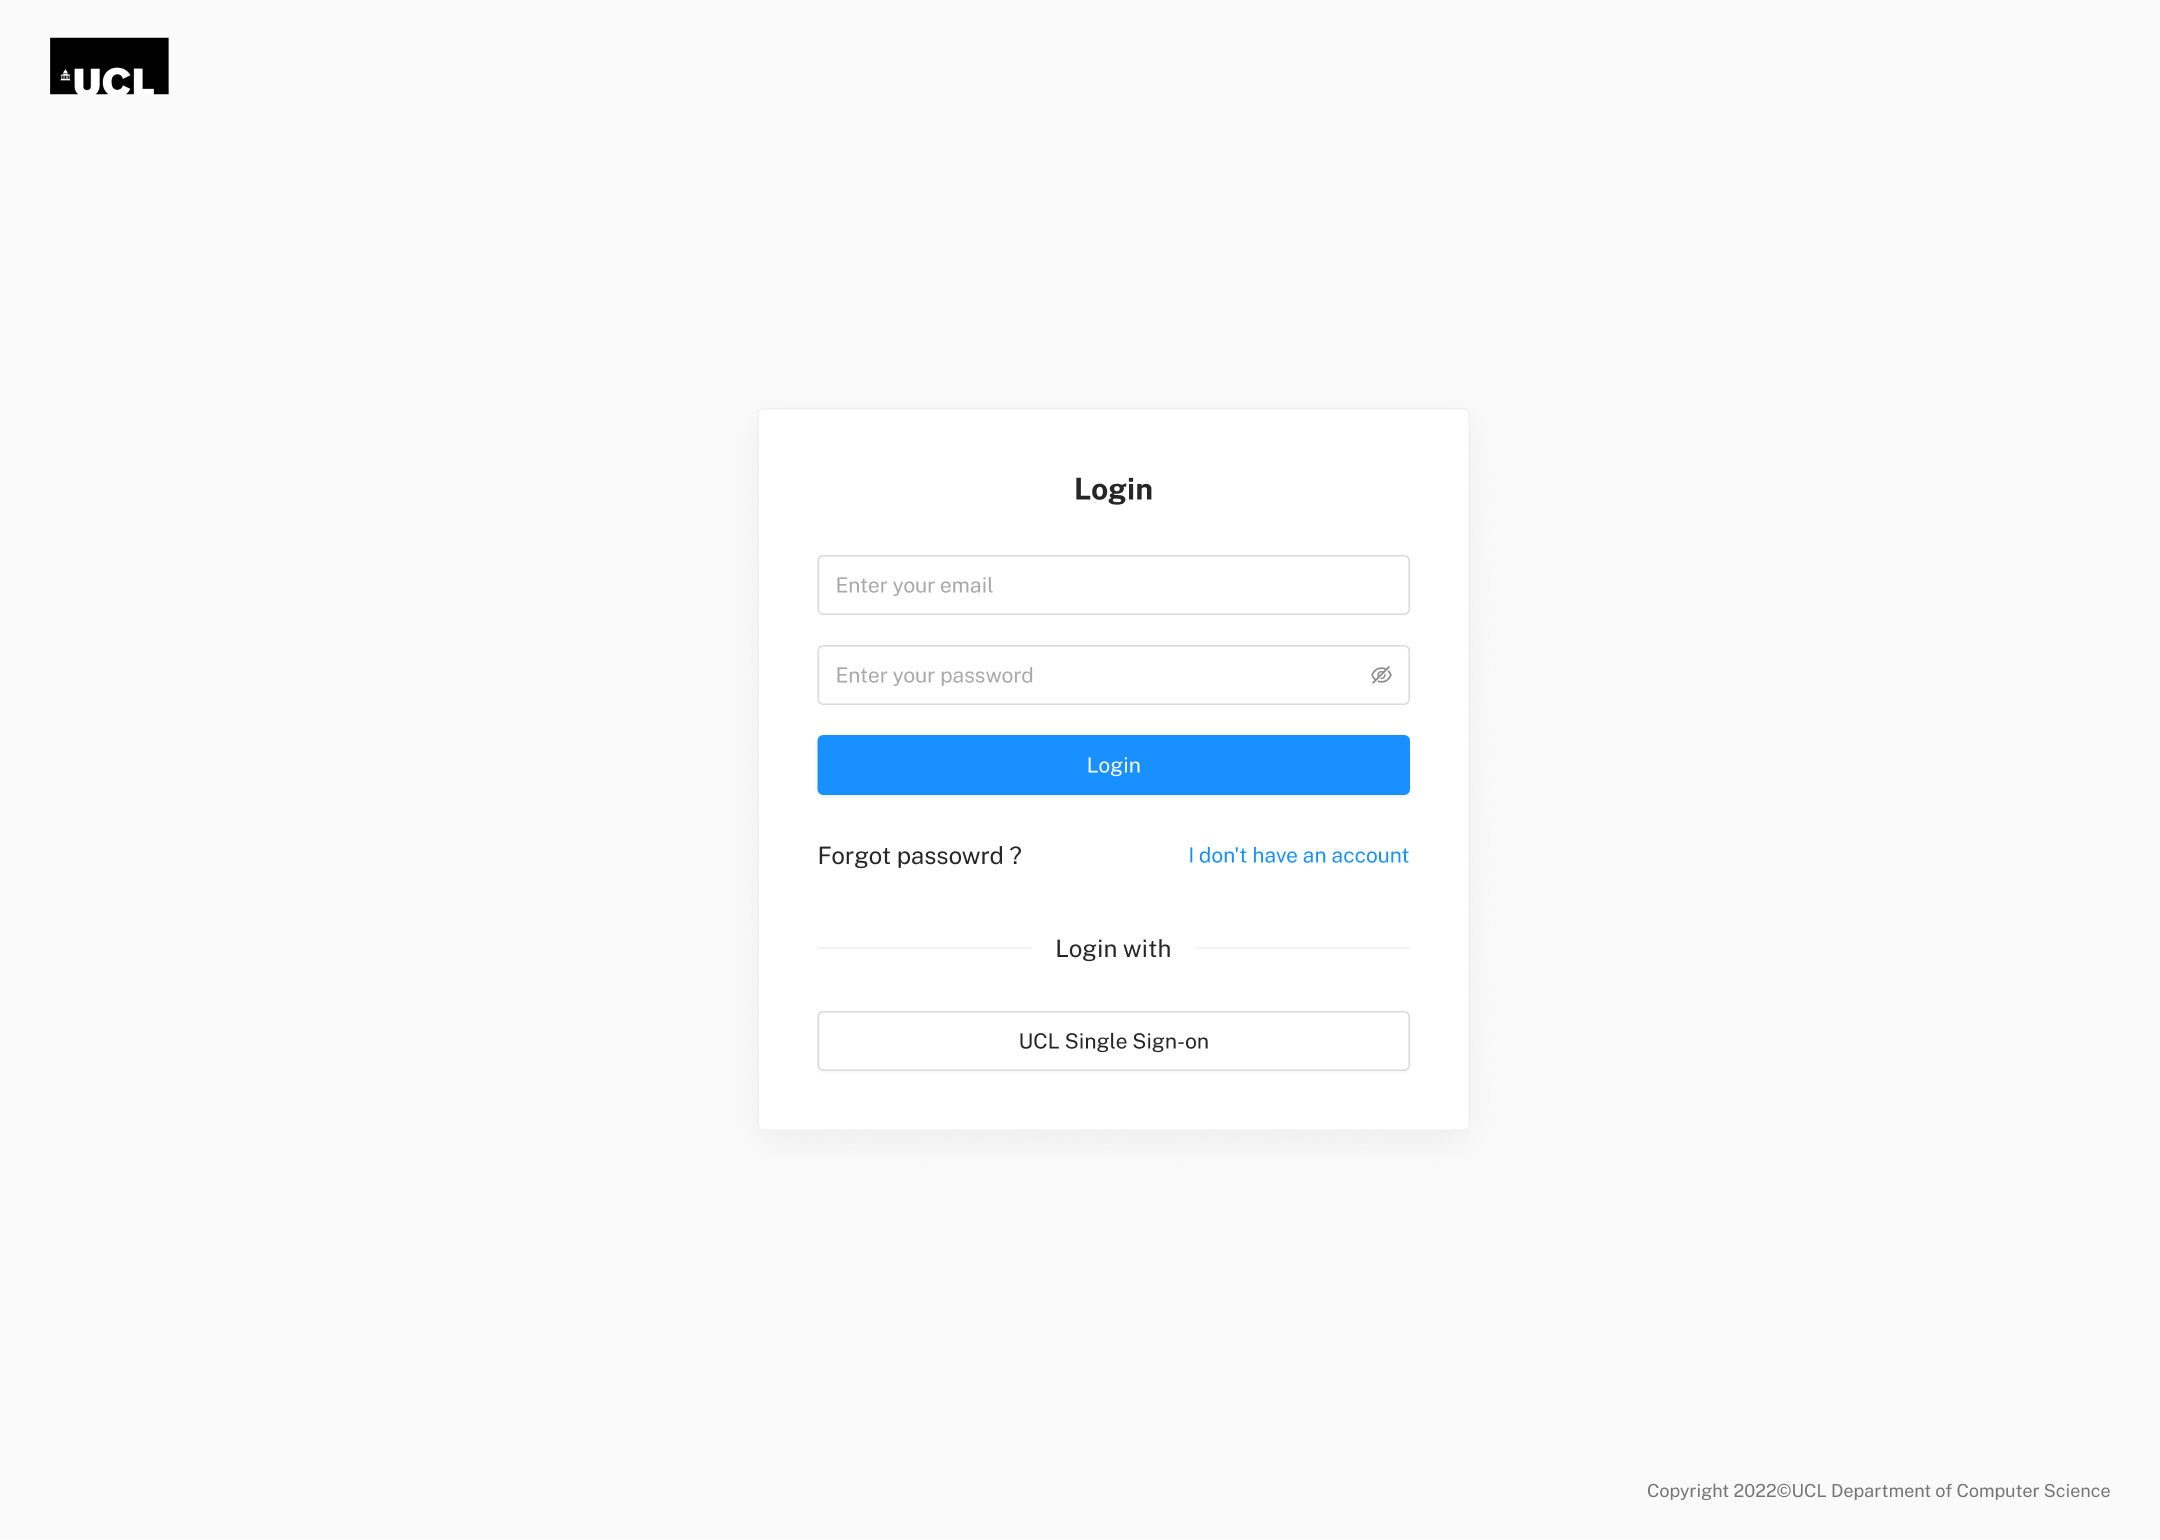 UCL
Login
Enter your email
Enter your password
Login
Forgot passowrd ?
I don't have an account
Login with
UCL Single Sign-on
Copyright 2022©UCL Department of Computer Science